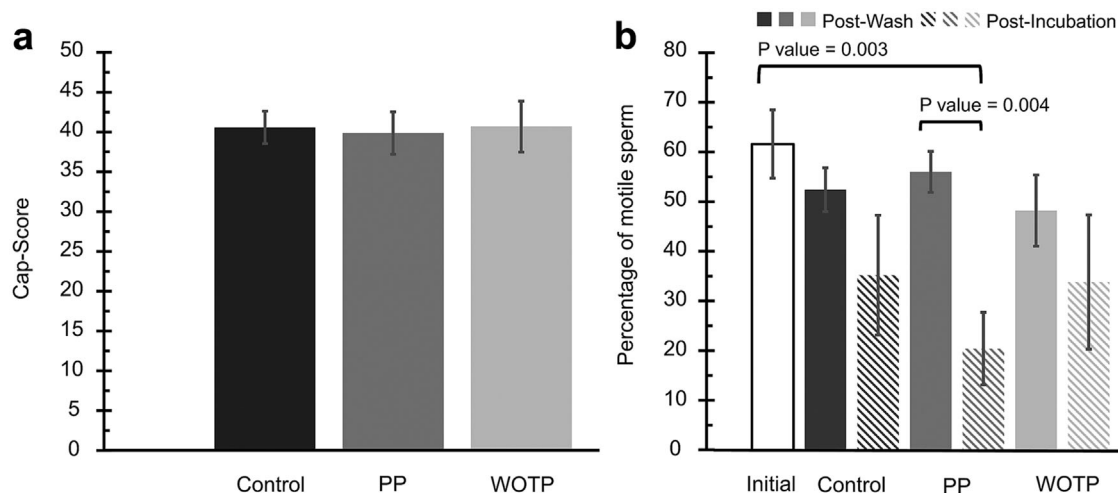 a
50
45
40
35
30
25
20
15
10
5
0
Cap-Score
Control PP WOTP
b
Post-Wash Post-Incubation
80
70
60
50
40
30
20
10
0
Percentage of motile sperm
P value = 0.003
P value = 0.004
Initial Control PP WOTP